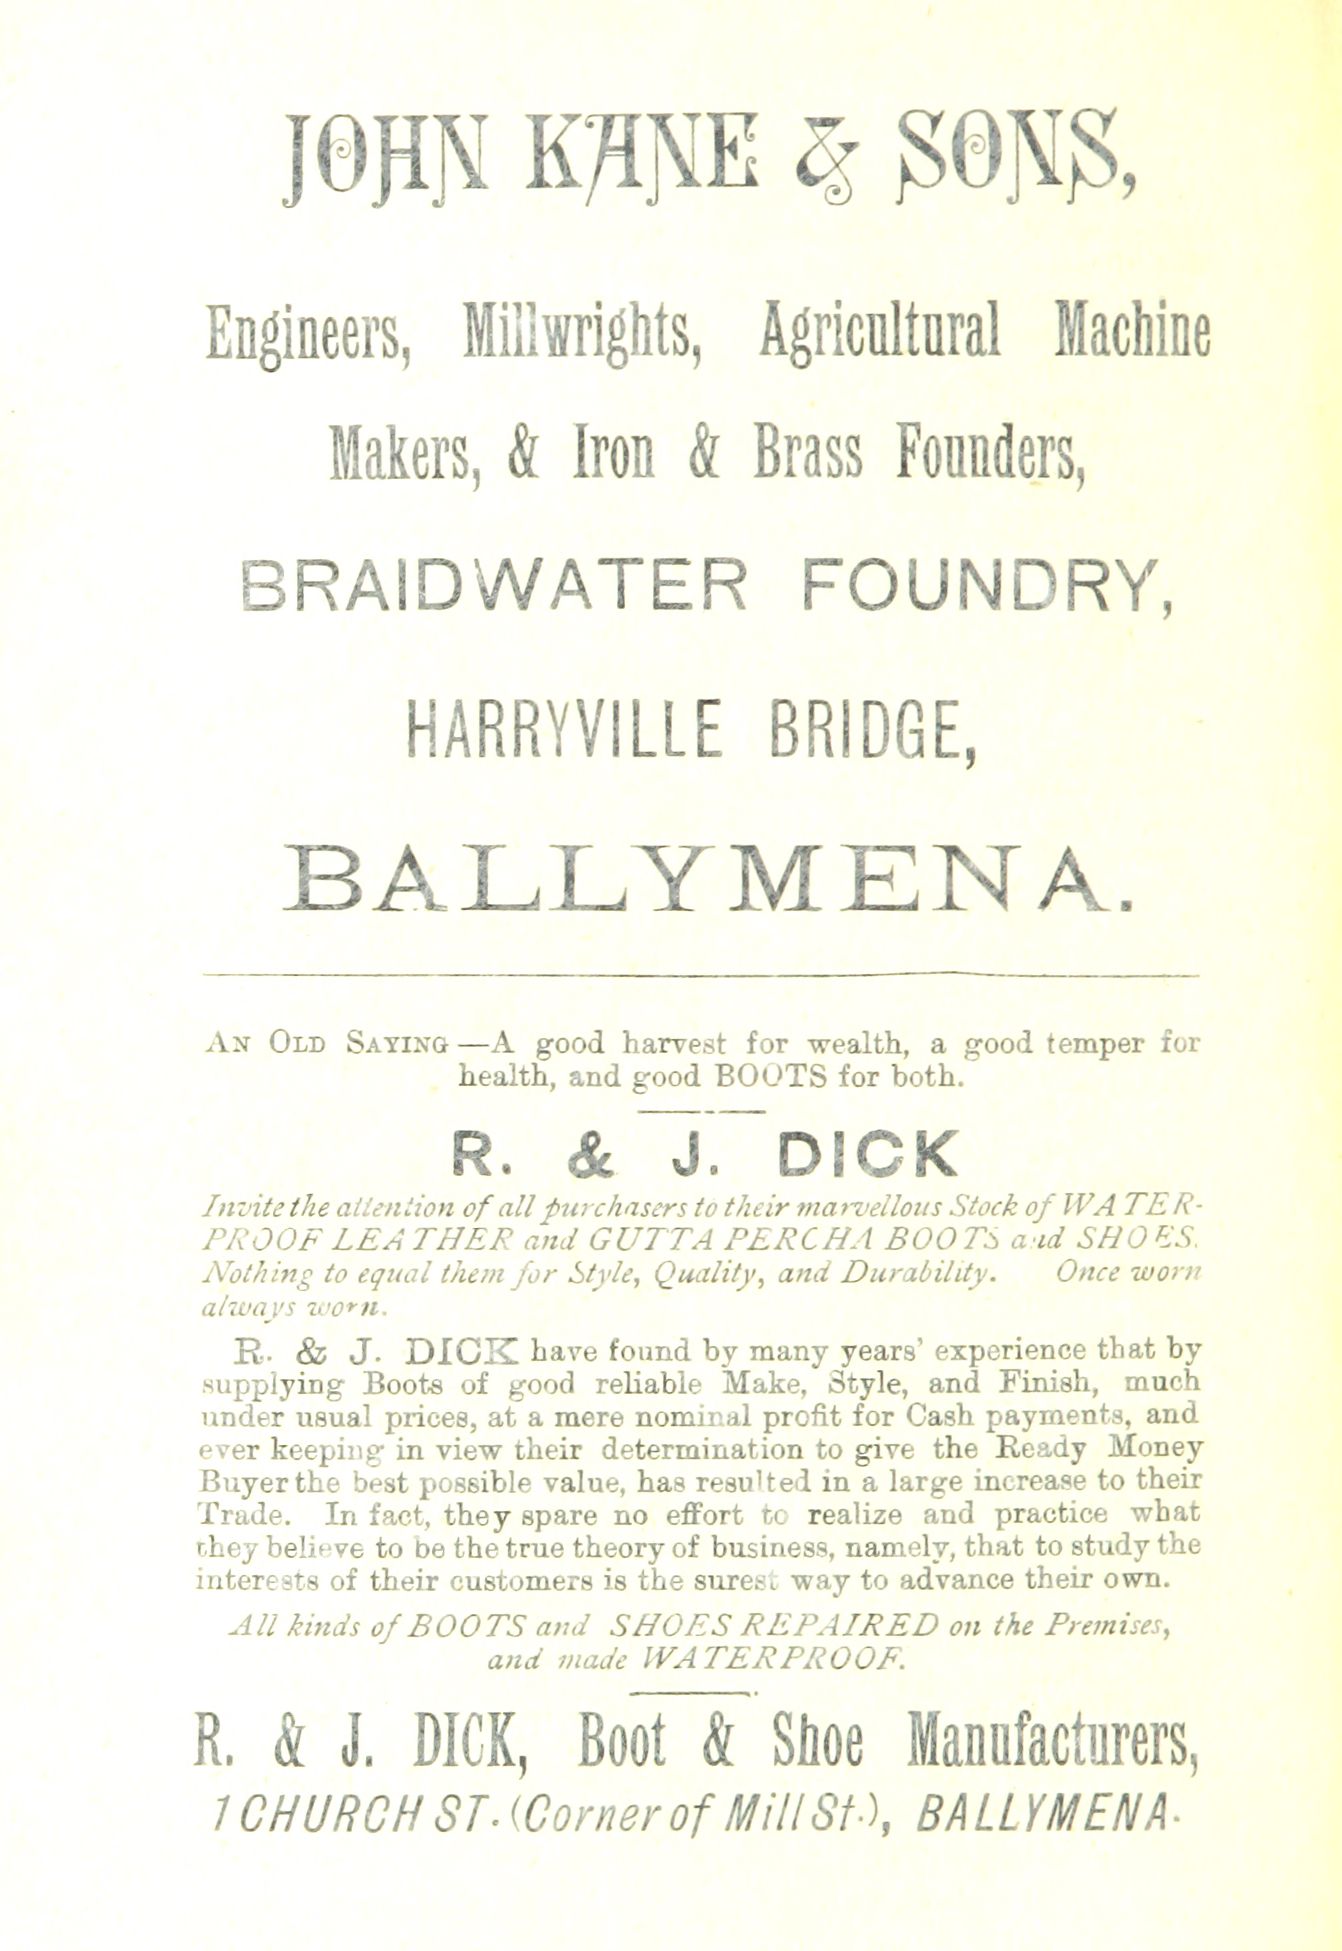 JOHN KANE & SONS,
Engineers, Millwrights, Agricultural Machine
Makers, & Iron & Brass Founders,
BRAIDWATER FOUNDRY,
HARRYVILLE BRIDGE,
BALLYMENA.
AN OLD SAYING—A good harvest for wealth, a good temper for
health, and good BOOTS for both.
R. & J. DICK
Invite the attention of all purchasers to their marvellous Stock of WATER-
PROOF LEATHER and GUTTA PERCHA BOOTS and SHOES.
Nothing to equal them for Style, Quality, and Durability. Once worn
always worn.
R. & J. DICK have found by many years' experience that by
supplying Boots of good reliable Make, Style, and Finish, much
under usual prices, at a mere nominal profit for Cash payments, and
ever keeping in view their determination to give the Ready Money
Buyer the best possible value, has resulted in a large increase to their
Trade. In fact, they spare no effort to realize and practice what
they believe to be the true theory of business, namely, that to study the
interests of their customers is the surest way to advance their own.
All kinds of BOOTS and SHOES REPAIRED on the Premises,
and made WATERPROOF.
R. & J. DICK, Boot & Shoe Manufacturers,
1 CHURCH ST. (Corner of Mill St.), BALLYMENA.